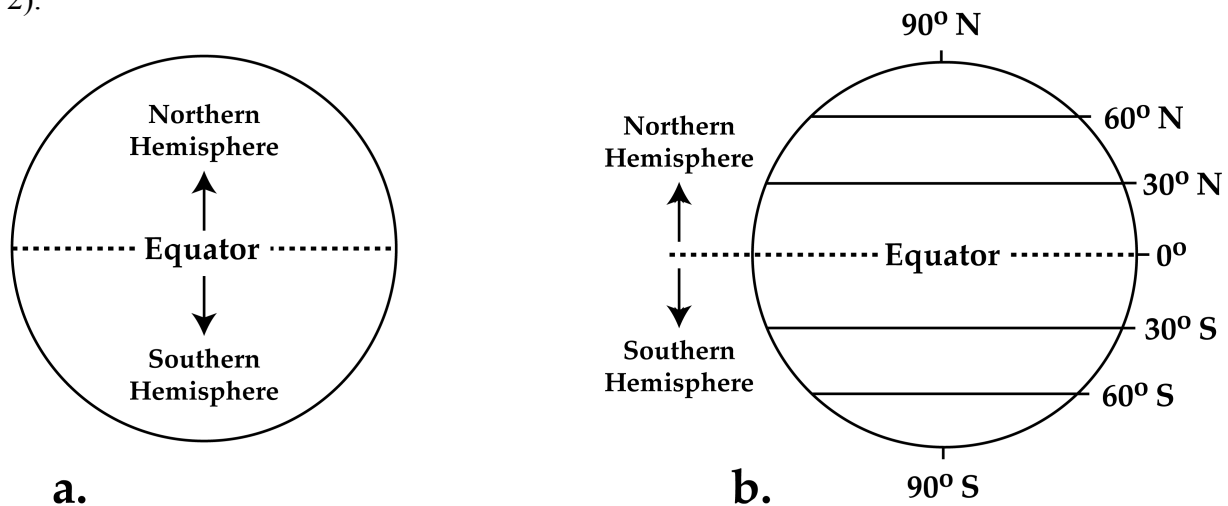 2).
Northern
Hemisphere
Equator
Southern
Hemisphere
a.
90º N
Northern
Hemisphere
60º N
30º N
Equator
0º
30º S
Southern
Hemisphere
60º S
90º S
b.